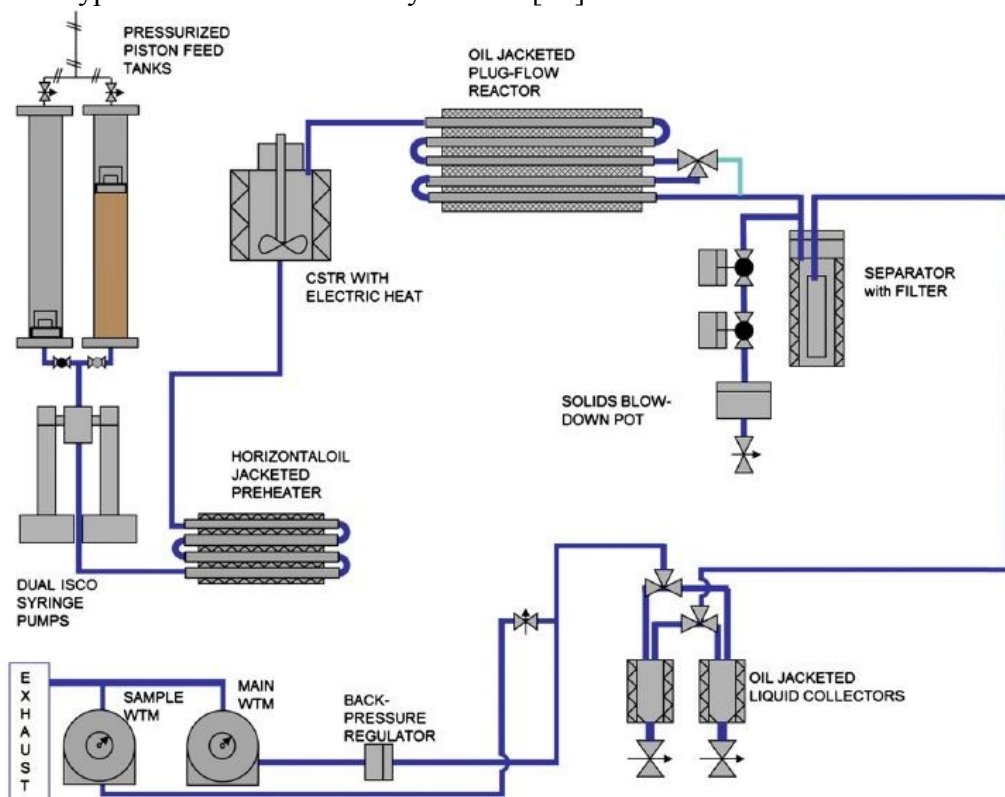 PRESSURIZED
PISTON FEED
TANKS
OIL JACKETED
PLUG-FLOW
REACTOR
CSTR WITH
ELECTRIC HEAT
SEPARATOR
with FILTER
SOLIDS BLOW-
DOWN POT
HORIZONTALOIL
JACKETED
PREHEATER
DUAL ISCO
SYRINGE
PUMPS
EXHAUST
SAMPLE
WTM
MAIN
WTM
BACK-
PRESSURE
REGULATOR
OIL JACKETED
LIQUID COLLECTORS